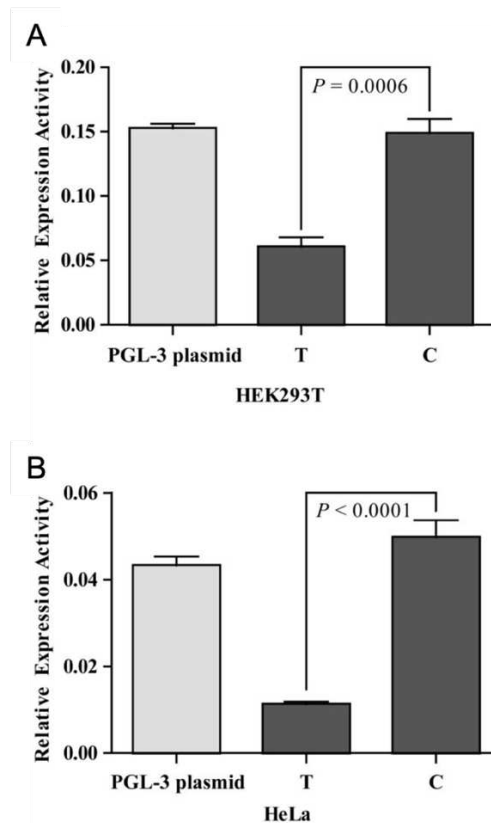 A
Relative Expression Activity
0.20
0.15
0.10
0.05
0.00
P = 0.0006
PGL-3 plasmid T C
HEK293T
B
Relative Expression Activity
0.06
0.04
0.02
0.00
P < 0.0001
PGL-3 plasmid T C
HeLa